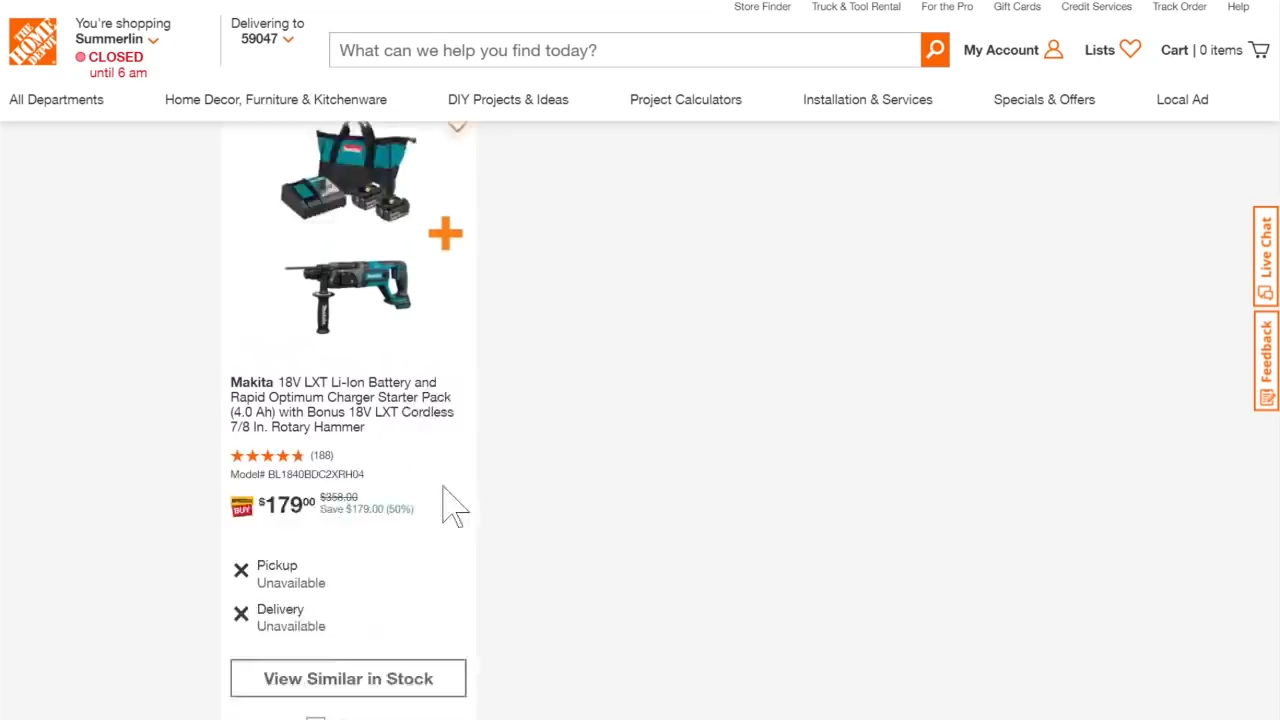 Store Finder Truck & Tool Rental For the Pro Gift Cards Credit Services Track Order Help
THE HOME DEPOT
You're shopping
Summerlin
CLOSED
until 6 am
Delivering to
59047
What can we help you find today?
My Account Lists Cart | 0 items
All Departments Home Decor, Furniture & Kitchenware DIY Projects & Ideas Project Calculators Installation & Services Specials & Offers Local Ad
Makita 18V LXT Li-Ion Battery and
Rapid Optimum Charger Starter Pack
(4.0 Ah) with Bonus 18V LXT Cordless
7/8 In. Rotary Hammer
(188)
Model# BL1840BDC2XRH04
BUY $179 00 $358.00
Save $179.00 (50%)
Pickup
Unavailable
Delivery
Unavailable
View Similar in Stock
Live Chat
Feedback